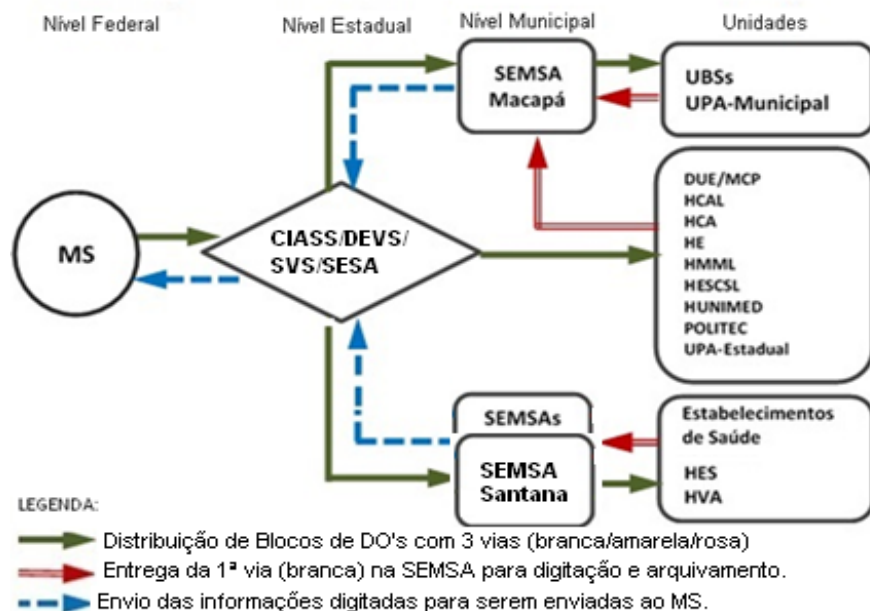 Nível Federal
Nível Estadual
Nível Municipal
Unidades
SEMSA
Macapá
UBSs
UPA-Municipal
DUE/MCP
HCAL
HCA
HE
HMML
HESCSL
HUNIMED
POLITEC
UPA-Estadual
MS
CIASS/DEVS/
SVS/SESA
SEMSAs
SEMSA
Santana
Estabelecimentos
de Saúde
HES
HVA
LEGENDA:
Distribuição de Blocos de DO's com 3 vias (branca/amarela/rosa)
Entrega da 1ª via (branca) na SEMSA para digitação e arquivamento.
Envio das informações digitadas para serem enviadas ao MS.